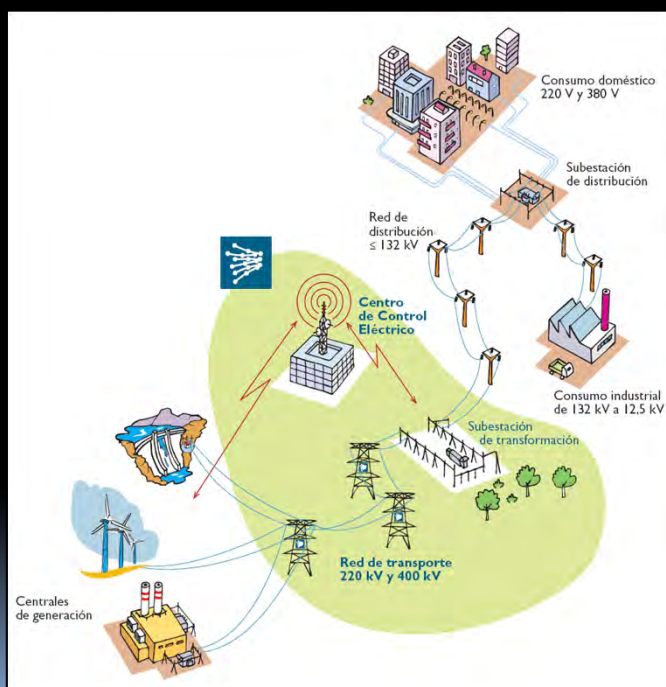 Consumo doméstico
220 V y 380 V
Subestación
de distribución
Red de
distribución
≤ 132 kV
Centro
de Control
Eléctrico
Consumo industrial
de 132 kV a 12,5 kV
Subestación
de transformación
Red de transporte
220 kV y 400 kV
Centrales
de generación